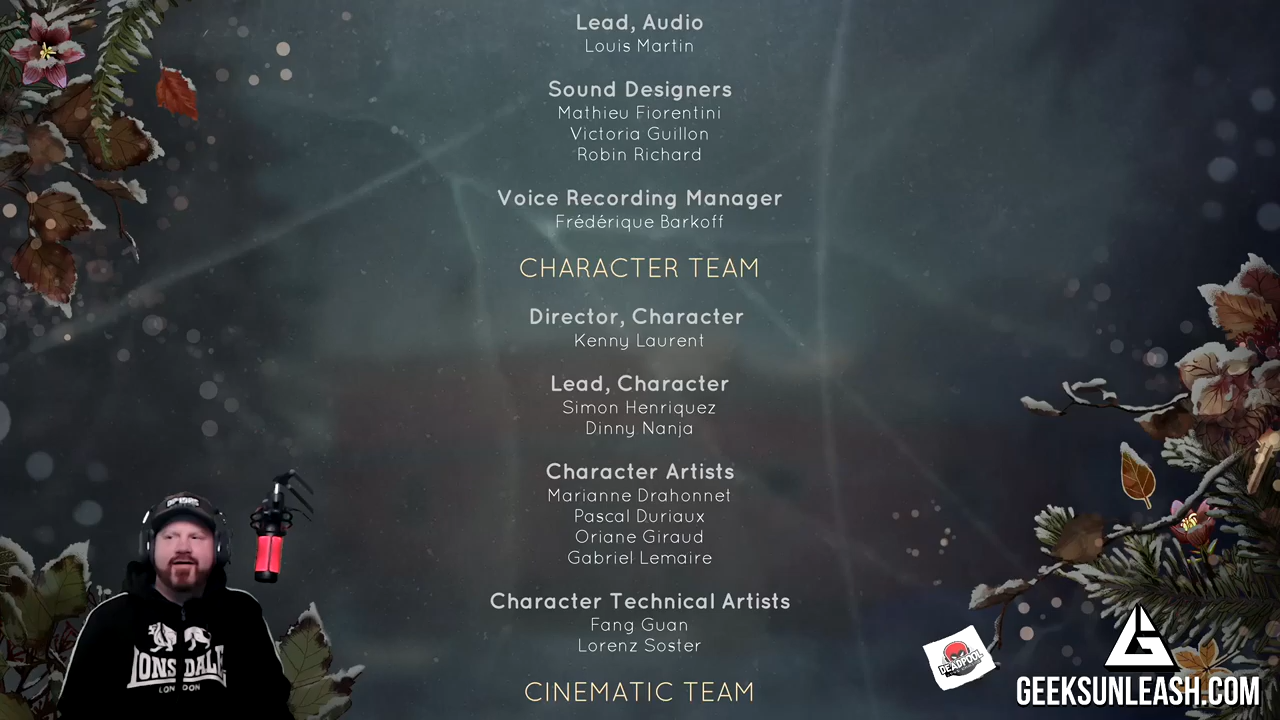 Lead, Audio
Louis Martin
Sound Designers
Mathieu Fiorentini
Victoria Guillon
Robin Richard
Voice Recording Manager
Frédérique Barkoff
CHARACTER TEAM
Director, Character
Kenny Laurent
Lead, Character
Simon Henriquez
Dinny Nanja
Character Artists
Marianne Drahonnet
Pascal Duriaux
Oriane Giraud
Gabriel Lemaire
Character Technical Artists
Fang Guan
Lorenz Soster
CINEMATIC TEAM
LONSDALE
LONDON
DEADPOOL
GEEKSUNLEASH.COM